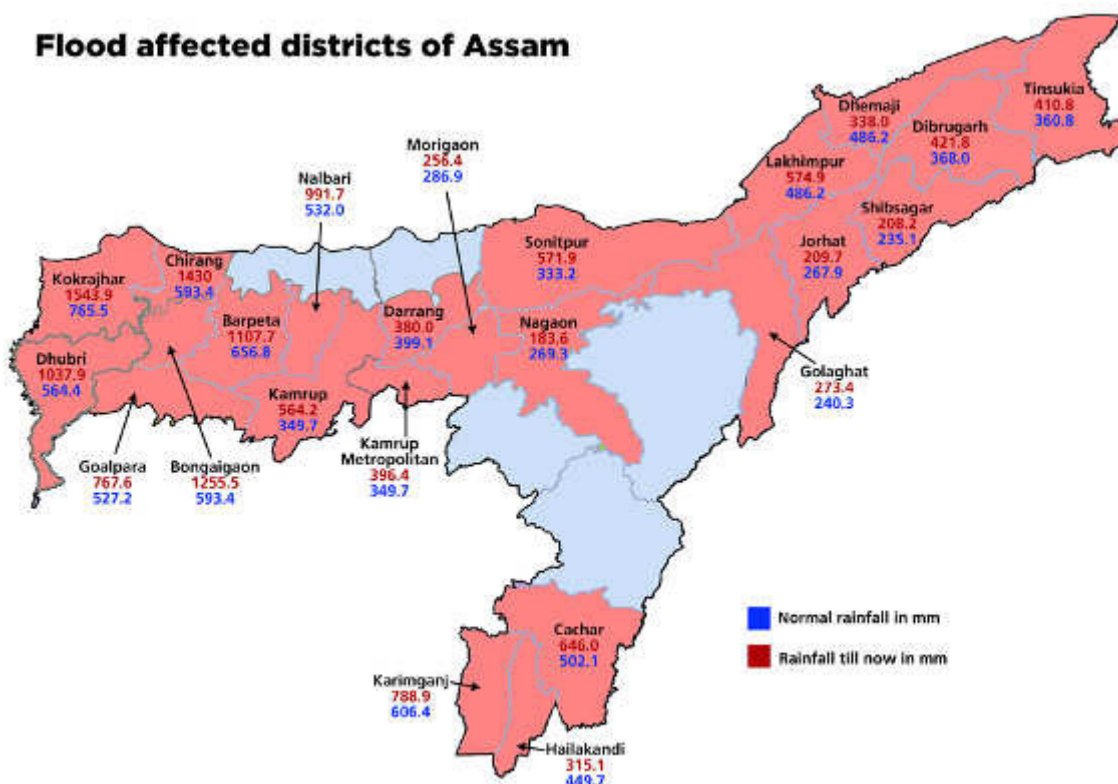 Flood affected districts of Assam
Tinsukia
410.8
360.8
Dhemaji
338.0
486.2
Dibrugarh
421.8
368.0
Morigaon
256.4
286.9
Lakhimpur
574.9
486.2
Nalbari
991.7
532.0
Shibsagar
208.2
235.1
Sonitpur
571.9
333.2
Jorhat
209.7
267.9
Chirang
1430
593.4
Kokrajhar
1543.9
765.5
Barpeta
1107.7
656.8
Darrang
380.0
399.1
Nagaon
183.6
269.3
Dhubri
1037.9
564.4
Golaghat
273.4
240.3
Kamrup
564.2
349.7
Kamrup
Metropolitan
396.4
349.7
Goalpara
767.6
527.2
Bongaigaon
1255.5
593.4
Normal rainfall in mm
Rainfall till now in mm
Cachar
646.0
502.1
Karimganj
788.9
606.4
Hailakandi
315.1
449.7